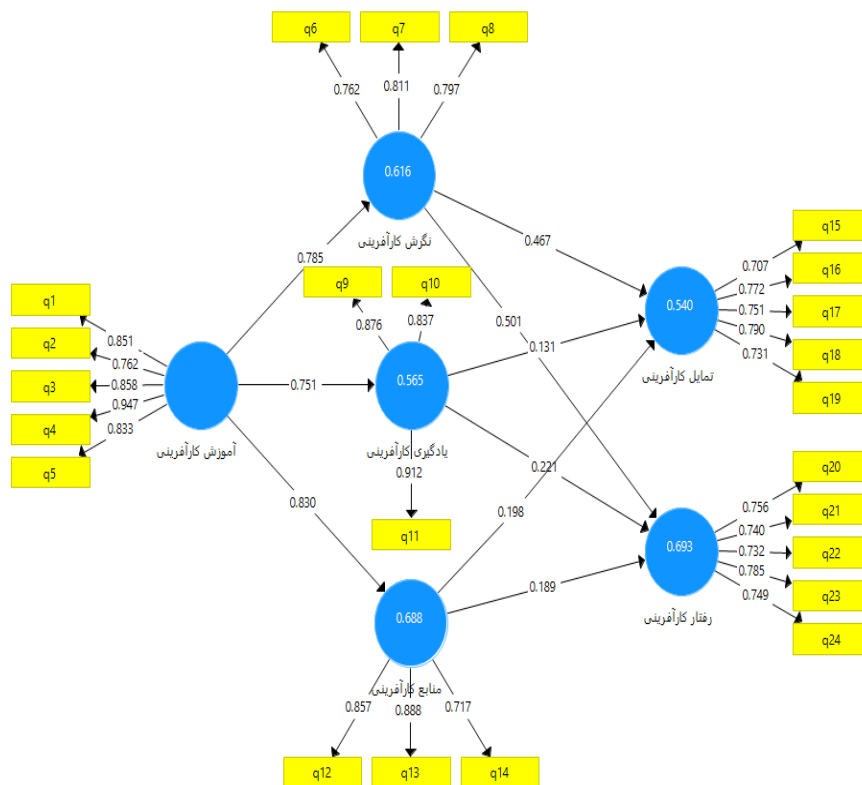 q6
q7
q8
0.762
0.811
0.797
0.616
نگرش کارآفرینی
0.785
0.467
0.501
q15
q16
q17
q18
q19
0.707
0.772
0.751
0.790
0.731
0.540
تمایل کارآفرینی
q9
q10
0.876
0.837
0.131
q1
q2
q3
q4
q5
0.851
0.762
0.858
0.947
0.833
آموزش کارآفرینی
0.751
0.565
یادگیری کارآفرینی
0.912
q11
0.221
0.198
0.830
0.688
منابع کارآفرینی
0.189
0.857
0.888
0.717
q12
q13
q14
0.693
رفتار کارآفرینی
0.756
0.740
0.732
0.785
0.749
q20
q21
q22
q23
q24